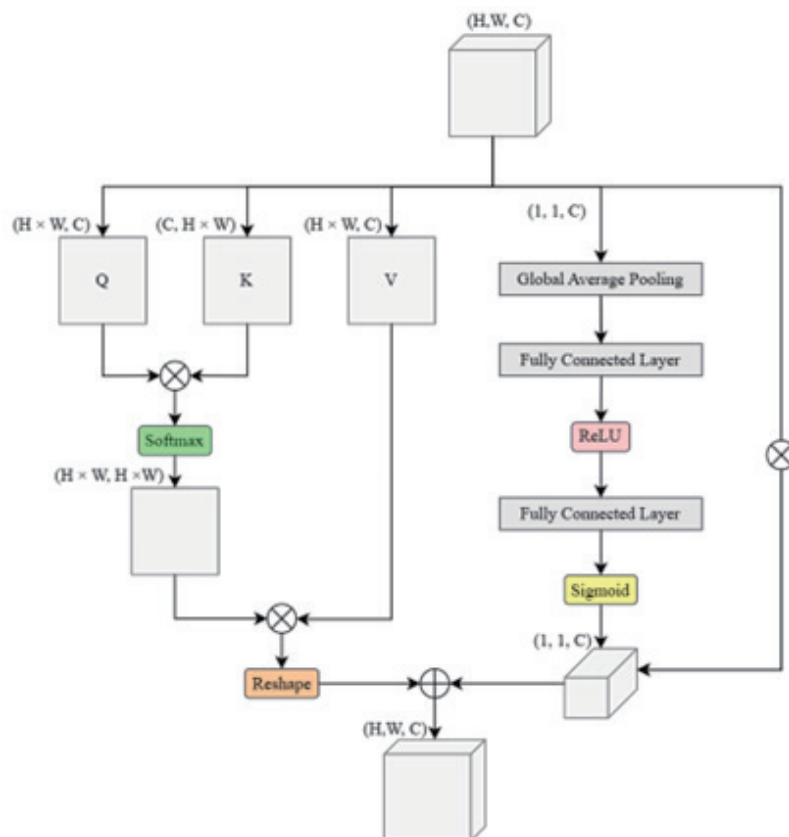 (H,W, C)
(H × W, C)
(C, H × W)
(H × W, C)
(1, 1, C)
Q
K
V
Global Average Pooling
Fully Connected Layer
Softmax
ReLU
(H × W, H ×W)
Fully Connected Layer
Sigmoid
(1, 1, C)
Reshape
(H,W, C)